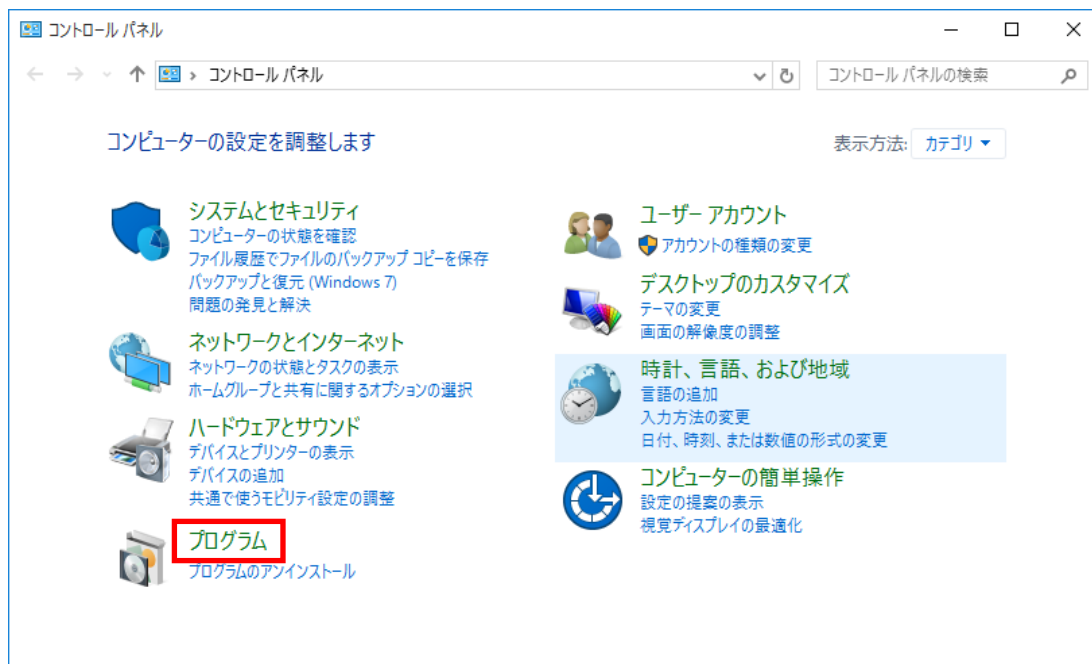 コントロール パネル
コントロール パネル
コントロール パネルの検索
コンピューターの設定を調整します
表示方法: カテゴリ
システムとセキュリティ
コンピューターの状態を確認
ファイル履歴でファイルのバックアップ コピーを保存
バックアップと復元 (Windows 7)
問題の発見と解決
ネットワークとインターネット
ネットワークの状態とタスクの表示
ホームグループと共有に関するオプションの選択
ハードウェアとサウンド
デバイスとプリンターの表示
デバイスの追加
共通で使うモビリティ設定の調整
プログラム
プログラムのアンインストール
ユーザー アカウント
アカウントの種類の変更
デスクトップのカスタマイズ
テーマの変更
画面の解像度の調整
時計、言語、および地域
言語の追加
入力方法の変更
日付、時刻、または数値の形式の変更
コンピューターの簡単操作
設定の提案の表示
視覚ディスプレイの最適化